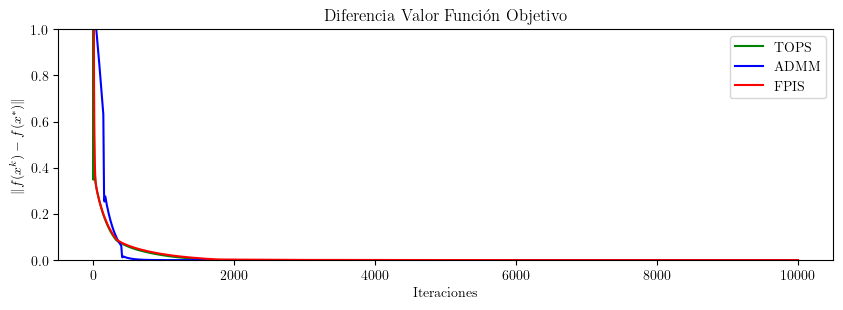 Diferencia Valor Función Objetivo
1.0
0.8
0.6
0.4
0.2
0.0
‖f(x^k) − f(x*)‖
TOPS
ADMM
FPIS
0 2000 4000 6000 8000 10000
Iteraciones